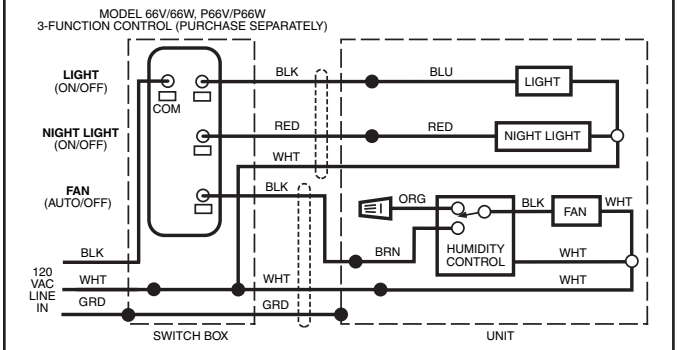 MODEL 66V/66W, P66V/P66W
3-FUNCTION CONTROL (PURCHASE SEPARATELY)
LIGHT
(ON/OFF)
COM
BLK
BLU
LIGHT
NIGHT LIGHT
(ON/OFF)
RED
RED
NIGHT LIGHT
WHT
FAN
(AUTO/OFF)
BLK
ORG
BLK
FAN
WHT
BRN
HUMIDITY
CONTROL
WHT
120
VAC
LINE
IN
BLK
WHT
WHT
WHT
GRD
GRD
SWITCH BOX
UNIT